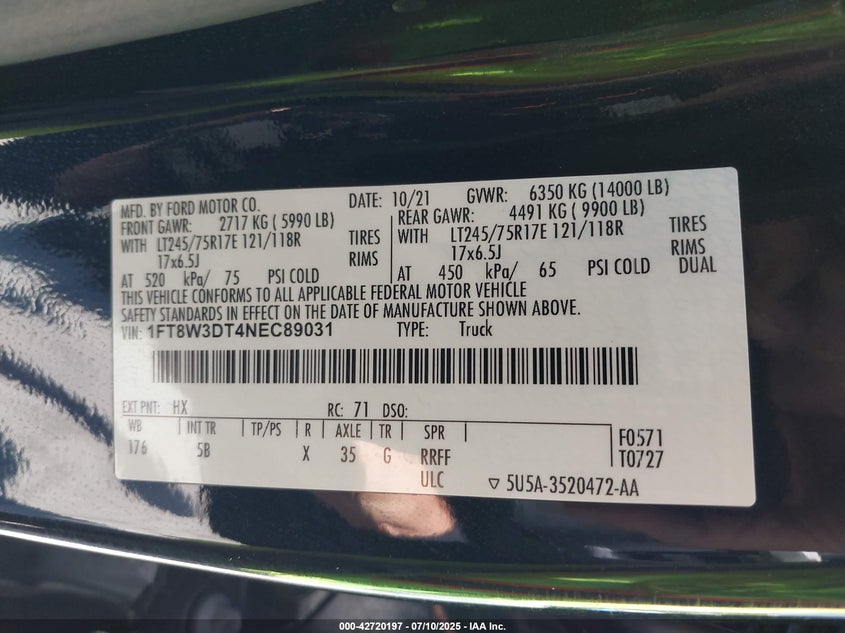 MFD. BY FORD MOTOR CO. DATE: 10/21 GVWR: 6350 KG (14000 LB)
FRONT GAWR: 2717 KG ( 5990 LB) REAR GAWR: 4491 KG ( 9900 LB)
WITH LT245/75R17E 121/118R TIRES WITH LT245/75R17E 121/118R TIRES
17x6.5J RIMS 17x6.5J RIMS
AT 520 kPa/ 75 PSI COLD AT 450 kPa/ 65 PSI COLD DUAL
THIS VEHICLE CONFORMS TO ALL APPLICABLE FEDERAL MOTOR VEHICLE
SAFETY STANDARDS IN EFFECT ON THE DATE OF MANUFACTURE SHOWN ABOVE.
VIN: 1FT8W3DT4NEC89031 TYPE: Truck
EXT PNT: HX RC: 71 DSO:
WB INT TR TP/PS R AXLE TR SPR
176 5B X 35 G RRFF
ULC
F0571
T0727
▽ 5U5A-3520472-AA
000-42720197 - 07/10/2025 - IAA Inc.